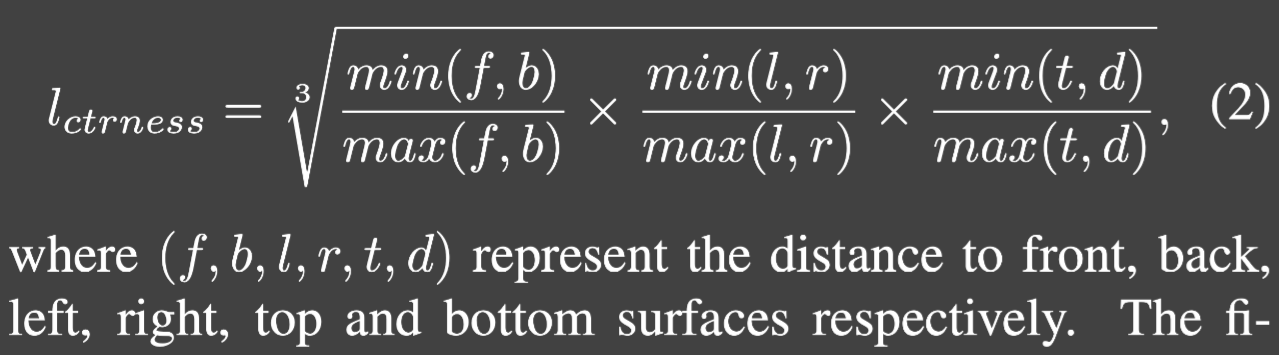 l_{ctrness} = \sqrt[3]{\frac{min(f, b)}{max(f, b)} \times \frac{min(l, r)}{max(l, r)} \times \frac{min(t, d)}{max(t, d)}}, (2)
where (f, b, l, r, t, d) represent the distance to front, back,
left, right, top and bottom surfaces respectively. The fi-